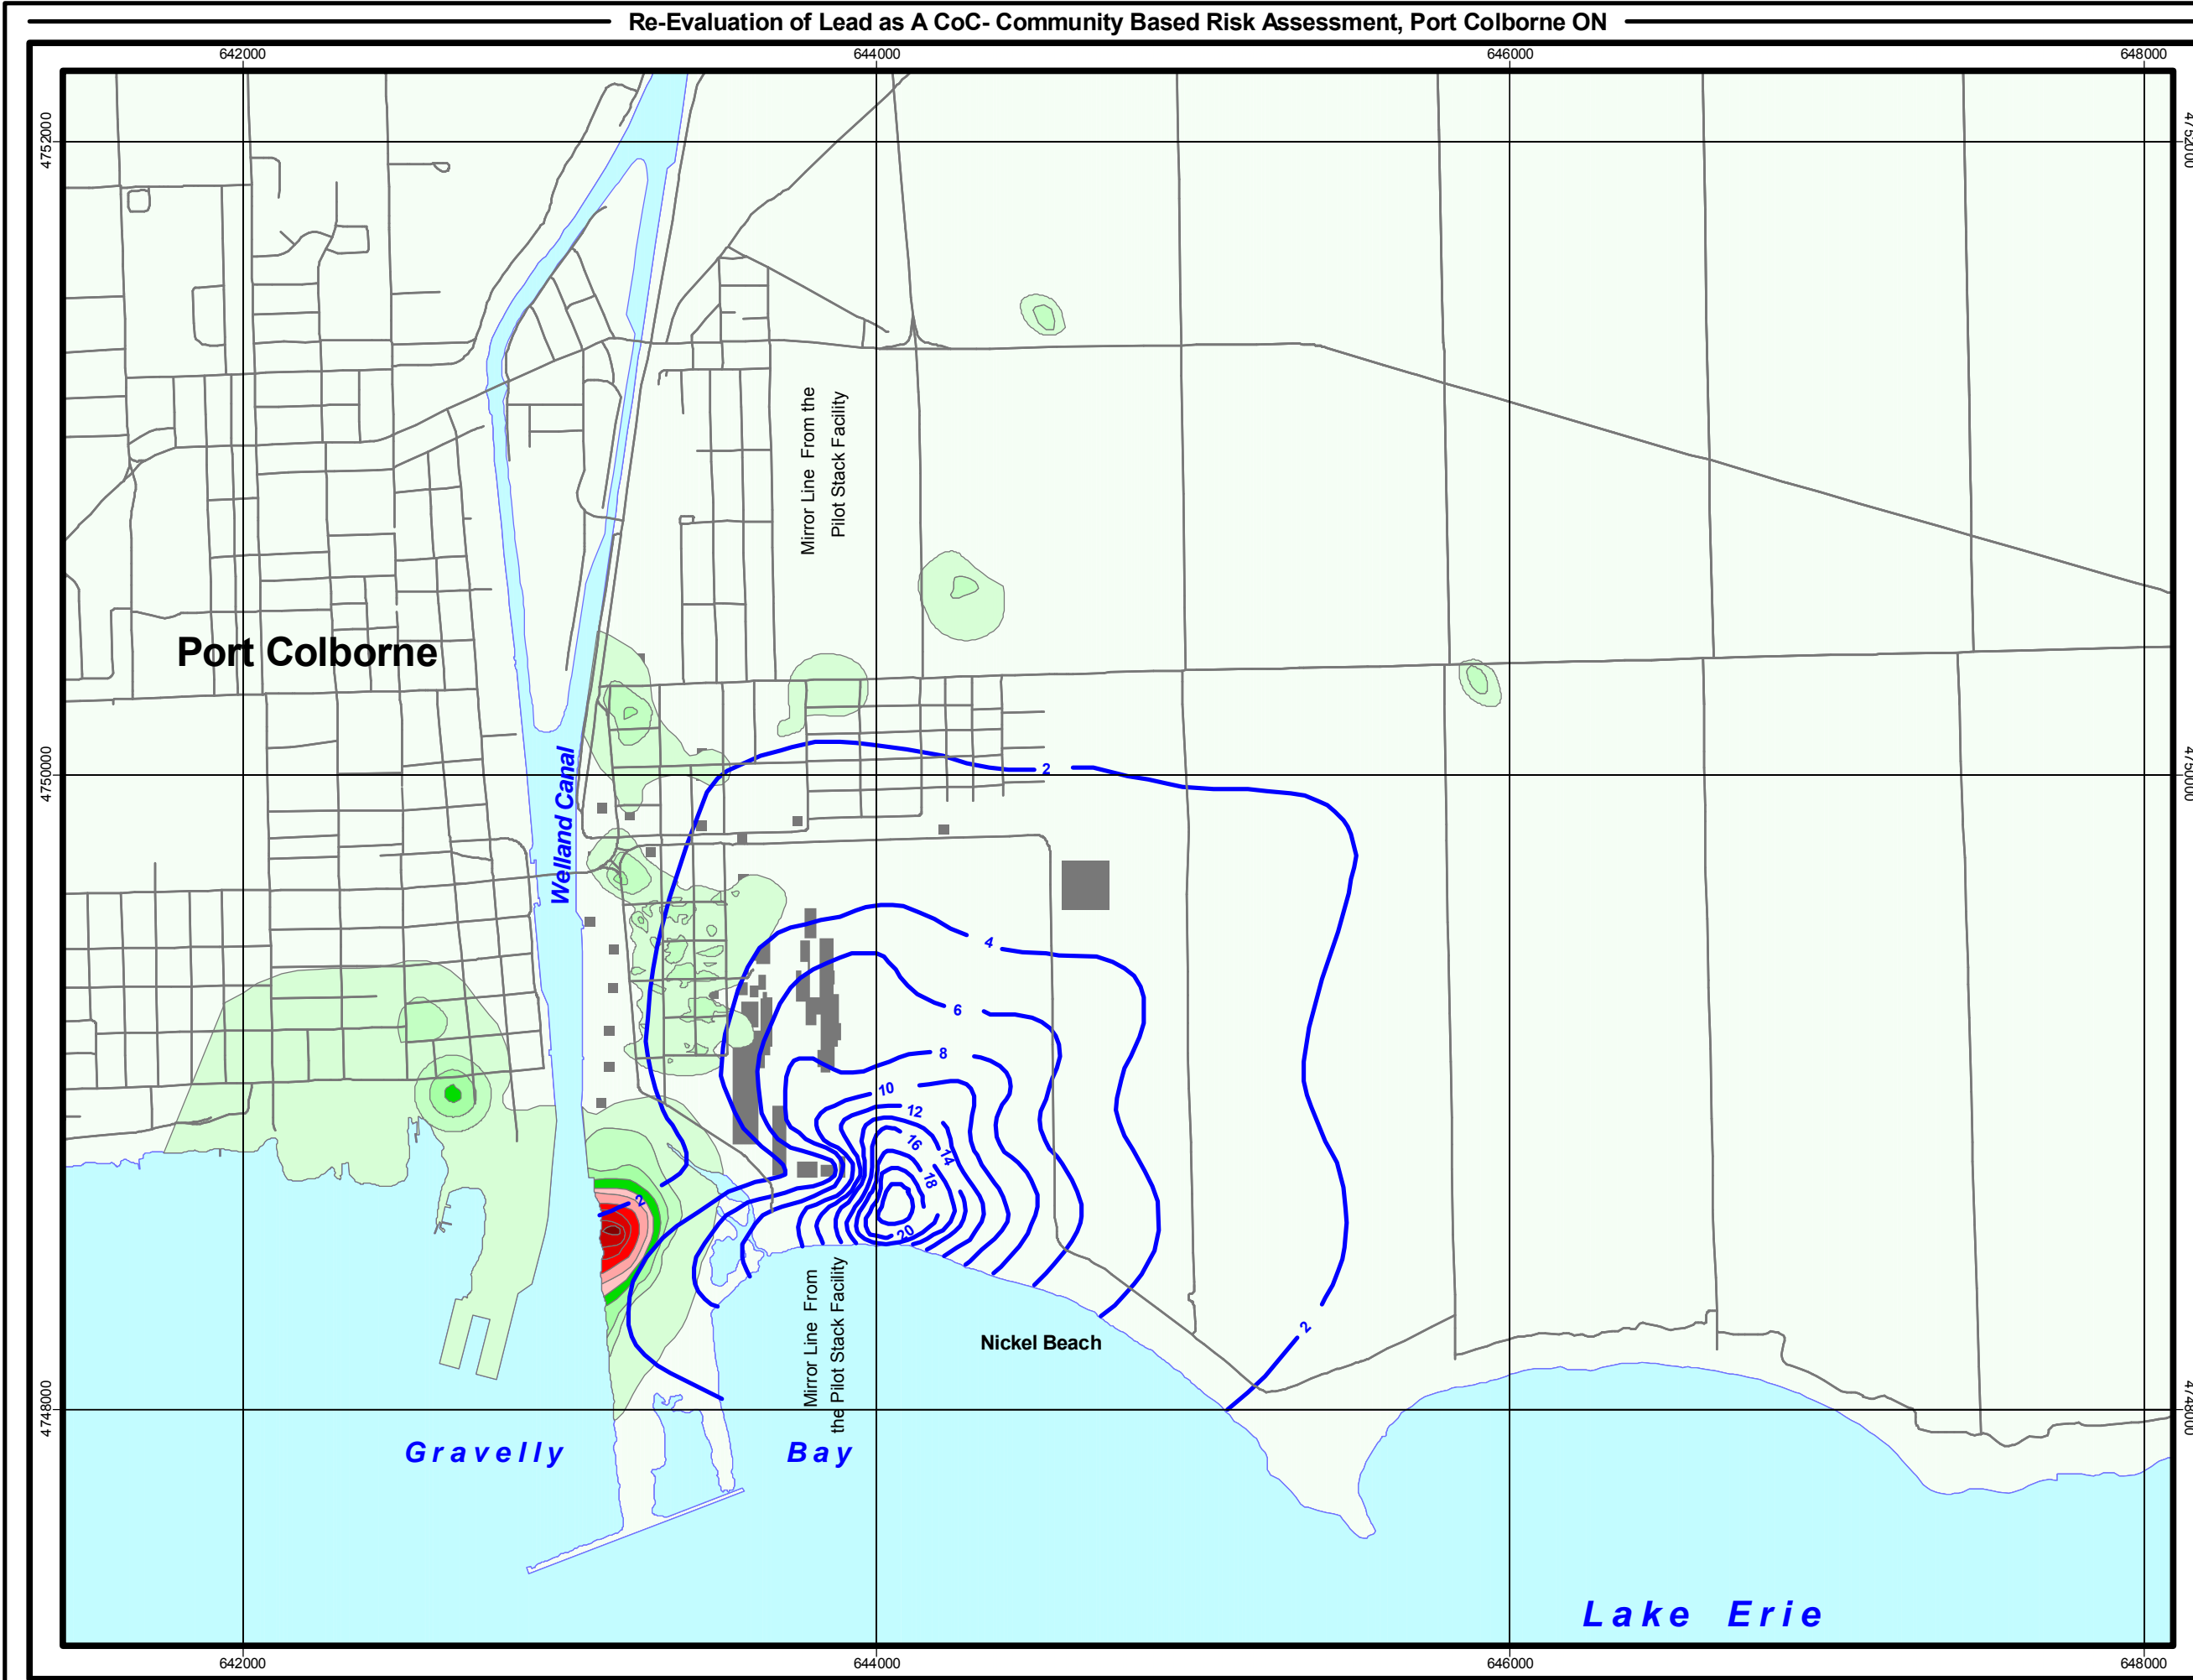 Re-Evaluation of Lead as A CoC- Community Based Risk Assessment, Port Colborne ON
642000
644000
646000
648000
4752000
4752000
Mirror Line From the
Pilot Stack Facility
Port Colborne
Welland Canal
4750000
4750000
2
4
6
8
10
12
14
16
18
20
2
2
Mirror Line From
the Pilot Stack Facility
Nickel Beach
4748000
4748000
Gravelly Bay
Lake Erie
642000
644000
646000
648000